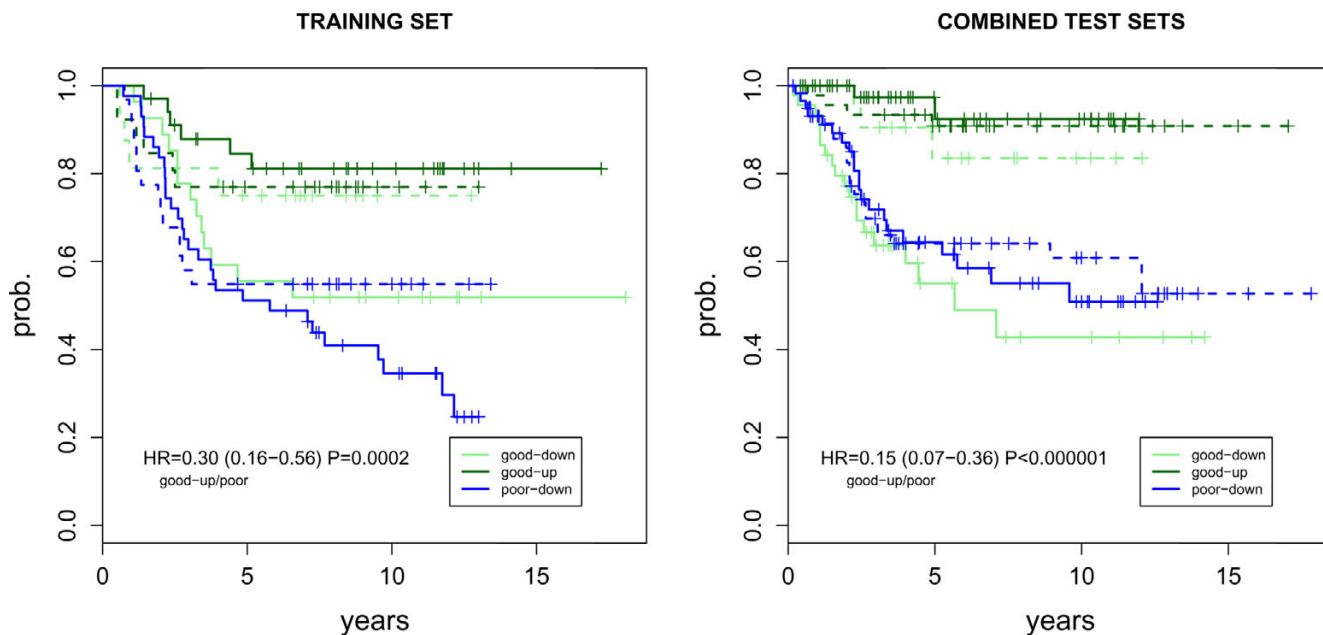 TRAINING SET
prob.
1.0
0.8
0.6
0.4
0.2
0.0
HR=0.30 (0.16−0.56) P=0.0002
good−up/poor
good−down
good−up
poor−down
0
5
10
15
years
COMBINED TEST SETS
prob.
1.0
0.8
0.6
0.4
0.2
0.0
HR=0.15 (0.07−0.36) P<0.000001
good−up/poor
good−down
good−up
poor−down
0
5
10
15
years